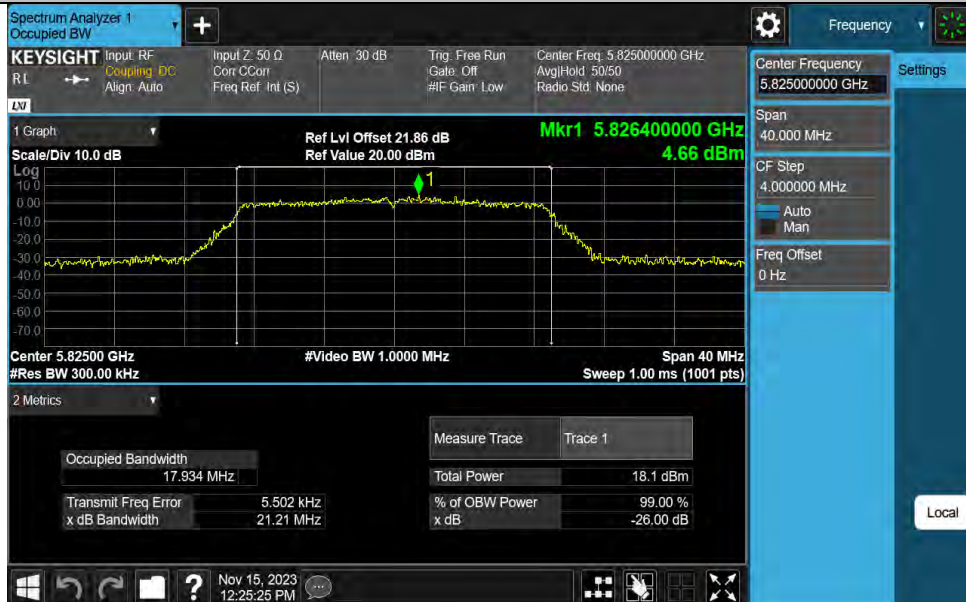 Spectrum Analyzer 1
Occupied BW
+
Frequency
KEYSIGHT
Input: RF
Input Z: 50 Ω
Atten: 30 dB
Trig: Free Run
Center Freq: 5.825000000 GHz
Coupling: DC
Corr CCorr
Gate: Off
Avg|Hold: 50/50
Align: Auto
Freq Ref: Int (S)
#IF Gain: Low
Radio Std: None
LXI
Center Frequency
5.825000000 GHz
Settings
Span
40.000 MHz
CF Step
4.000000 MHz
Auto
Man
Freq Offset
0 Hz
Local
1 Graph
Ref Lvl Offset 21.86 dB
Mkr1 5.826400000 GHz
Scale/Div 10.0 dB
Ref Value 20.00 dBm
4.66 dBm
Log
1
10.0
0.00
-10.0
-20.0
-30.0
-40.0
-50.0
-60.0
-70.0
Center 5.82500 GHz
#Video BW 1.0000 MHz
Span 40 MHz
#Res BW 300.00 kHz
Sweep 1.00 ms (1001 pts)
2 Metrics
Measure Trace
Trace 1
Occupied Bandwidth
17.934 MHz
Total Power
18.1 dBm
Transmit Freq Error
5.502 kHz
% of OBW Power
99.00 %
x dB Bandwidth
21.21 MHz
x dB
-26.00 dB
?
Nov 15, 2023
12:25:25 PM